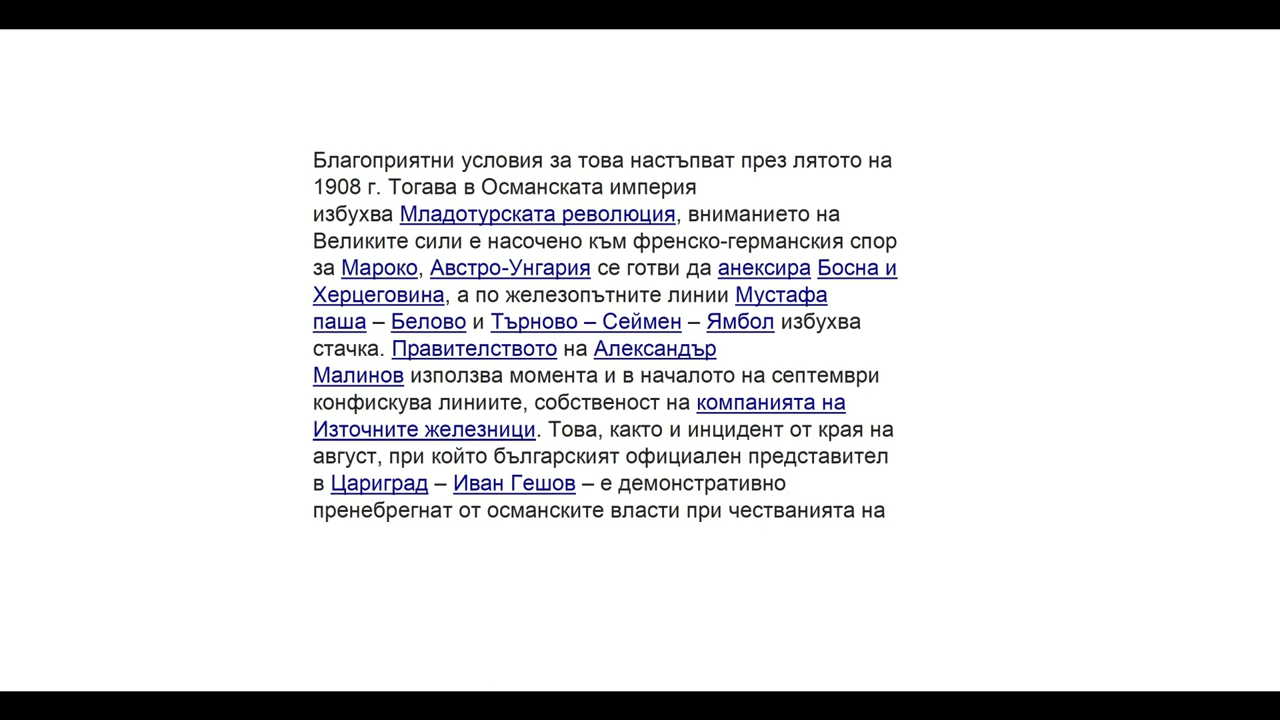 Благоприятни условия за това настъпват през лятото на
1908 г. Тогава в Османската империя
избухва Младотурската революция, вниманието на
Великите сили е насочено към френско-германския спор
за Мароко, Австро-Унгария се готви да анексира Босна и
Херцеговина, а по железопътните линии Мустафа
паша – Белово и Търново – Сеймен – Ямбол избухва
стачка. Правителството на Александър
Малинов използва момента и в началото на септември
конфискува линиите, собственост на компанията на
Източните железници. Това, както и инцидент от края на
август, при който българският официален представител
в Цариград – Иван Гешов – е демонстративно
пренебрегнат от османските власти при честванията на